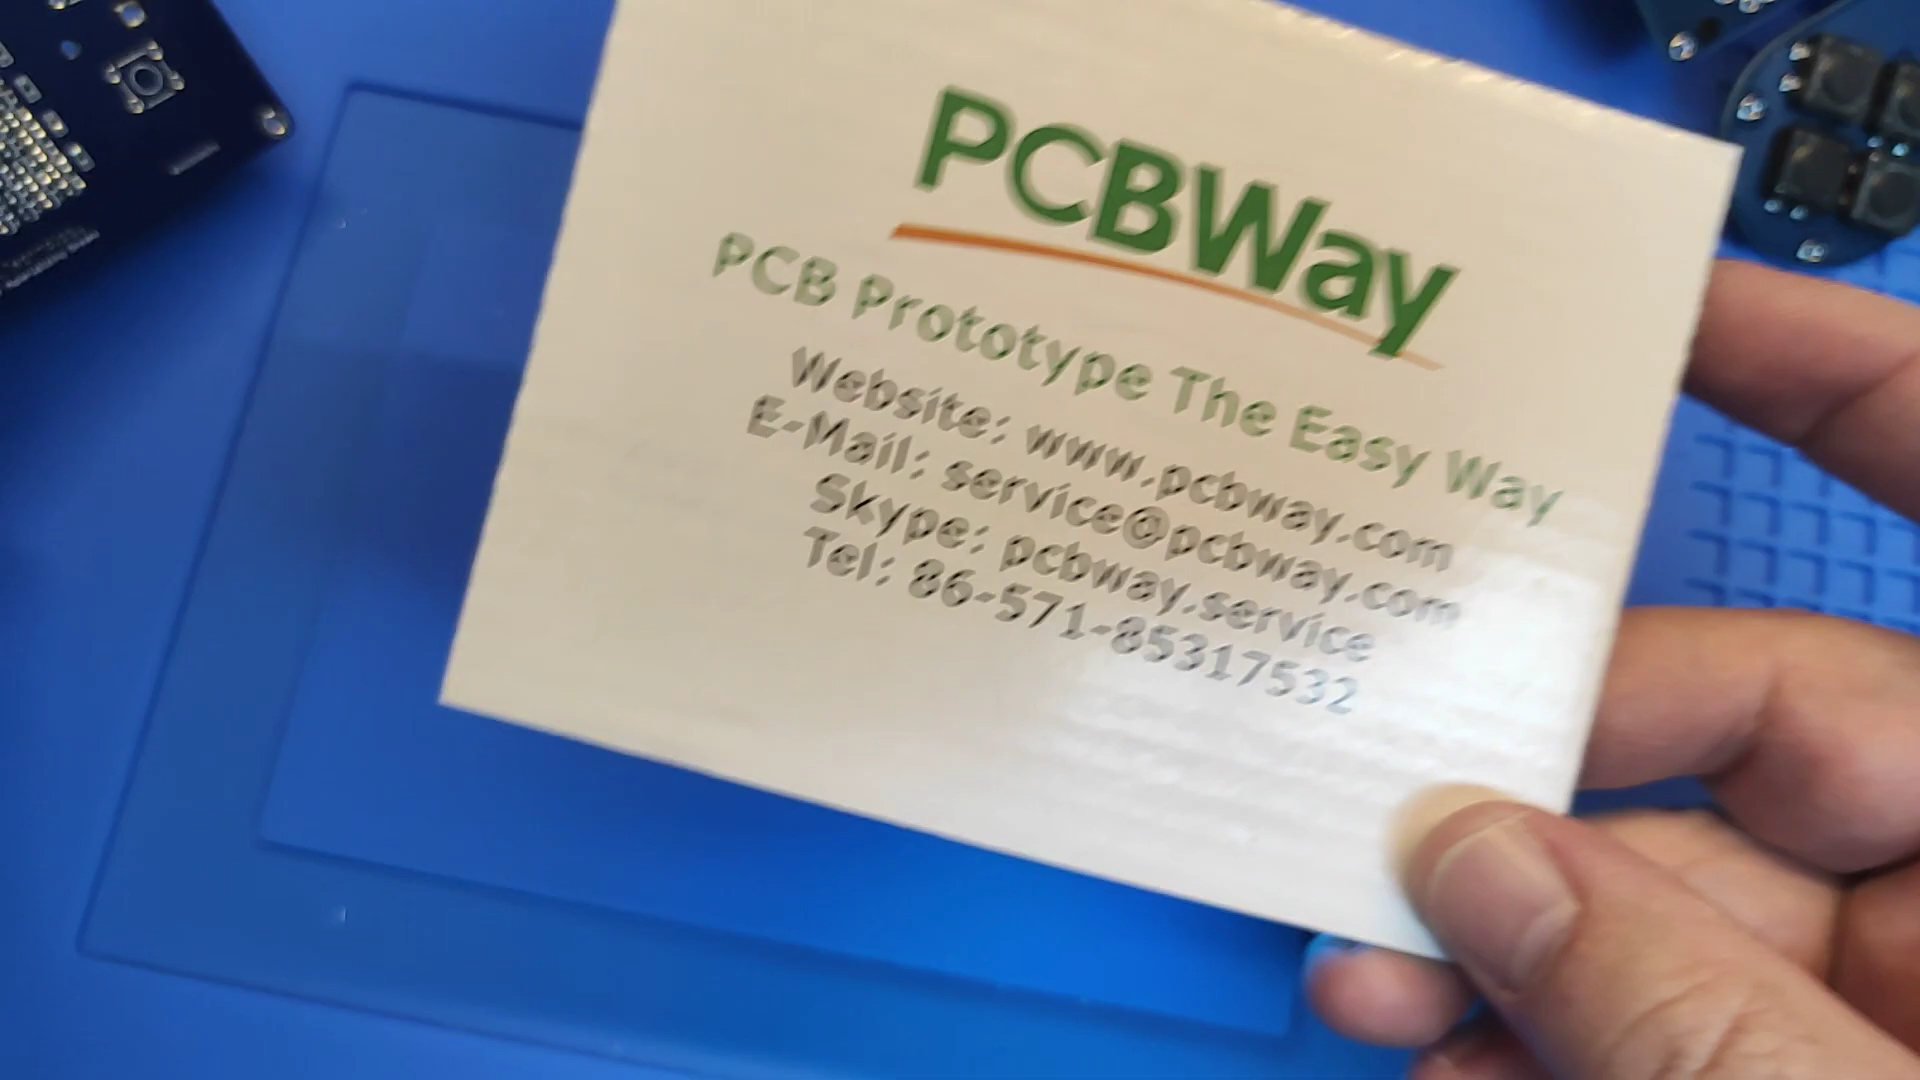 PCBWay
PCB Prototype The Easy Way
Website: www.pcbway.com
E-Mail: service@pcbway.com
Skype: pcbway.service
Tel: 86-571-85317532